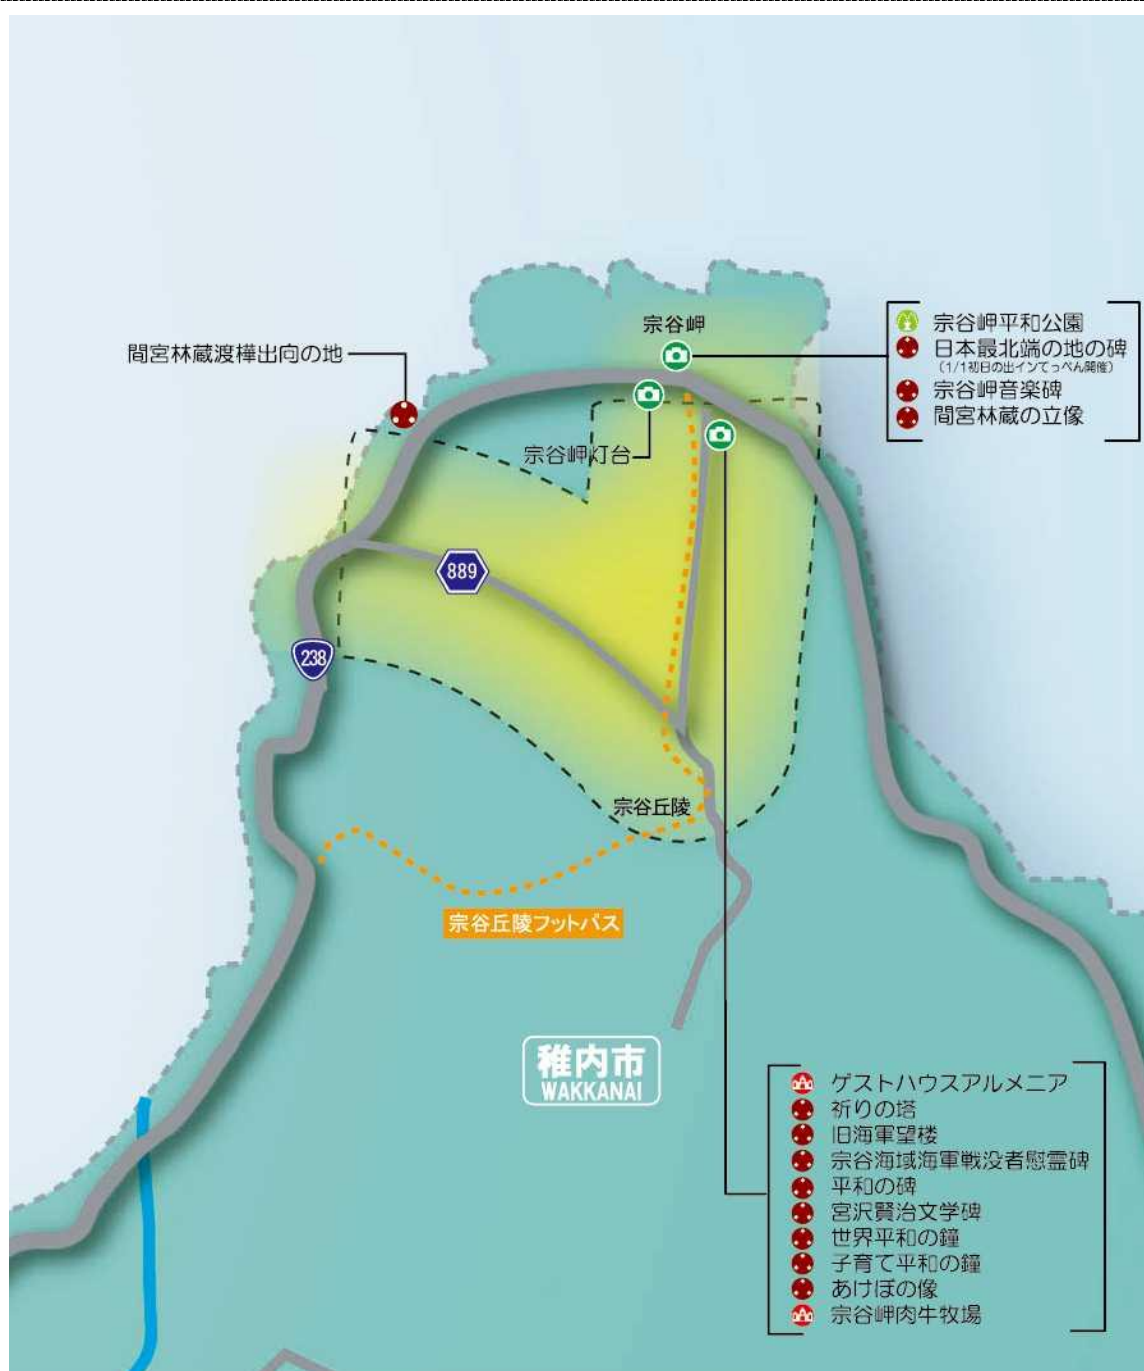 宗谷岬
間宮林蔵渡樺出向の地
宗谷岬平和公園
日本最北端の地の碑
(1/1初日の出インてっぺん開催)
宗谷岬音楽碑
間宮林蔵の立像
宗谷岬灯台
889
238
宗谷丘陵
宗谷丘陵フットパス
稚内市
WAKKANAI
ゲストハウスアルメニア
祈りの塔
旧海軍望楼
宗谷海域海軍戦没者慰霊碑
平和の碑
宮沢賢治文学碑
世界平和の鐘
子育て平和の鐘
あけぼの像
宗谷岬肉牛牧場